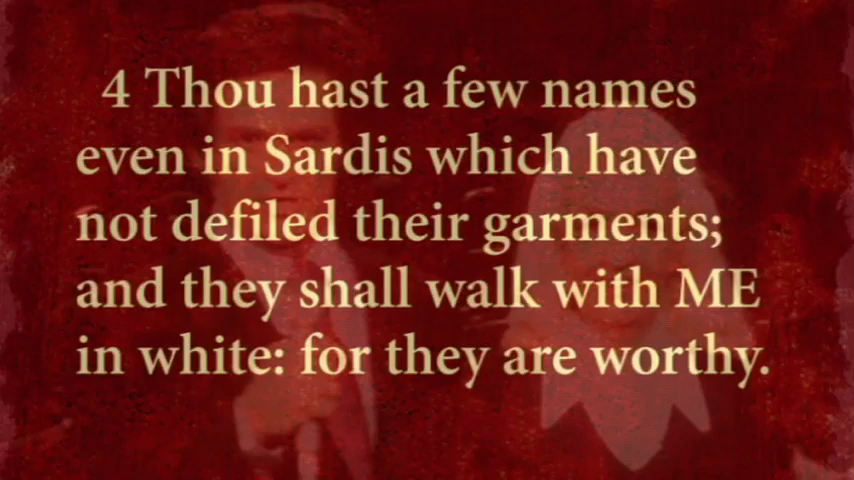 4 Thou hast a few names
even in Sardis which have
not defiled their garments;
and they shall walk with ME
in white: for they are worthy.